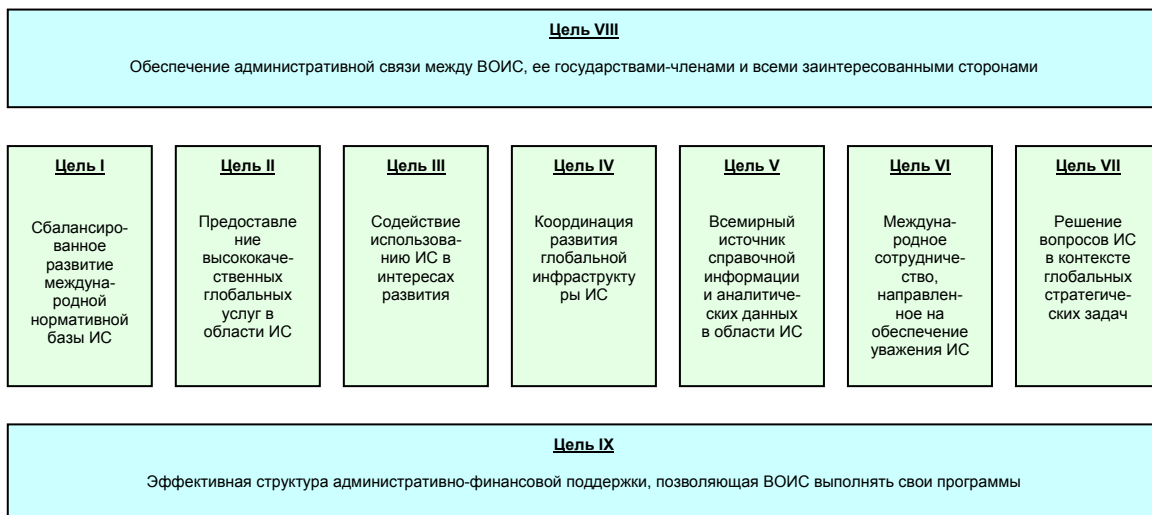 Цель VIII
Обеспечение административной связи между ВОИС, ее государствами-членами и всеми заинтересованными сторонами
Цель I
Сбалансиро-
ванное
развитие
междуна-
родной
нормативной
базы ИС
Цель II
Предоставле
ние
высококаче-
ственных
глобальных
услуг в
области ИС
Цель III
Содействие
использова-
нию ИС в
интересах
развития
Цель IV
Координация
развития
глобальной
инфраструкту
ры ИС
Цель V
Всемирный
источник
справочной
информации
и аналитиче-
ских данных
в области ИС
Цель VI
Междуна-
родное
сотрудниче-
ство,
направлен-
ное на
обеспечение
уважения ИС
Цель VII
Решение
вопросов ИС
в контексте
глобальных
стратегиче-
ских задач
Цель IX
Эффективная структура административно-финансовой поддержки, позволяющая ВОИС выполнять свои программы